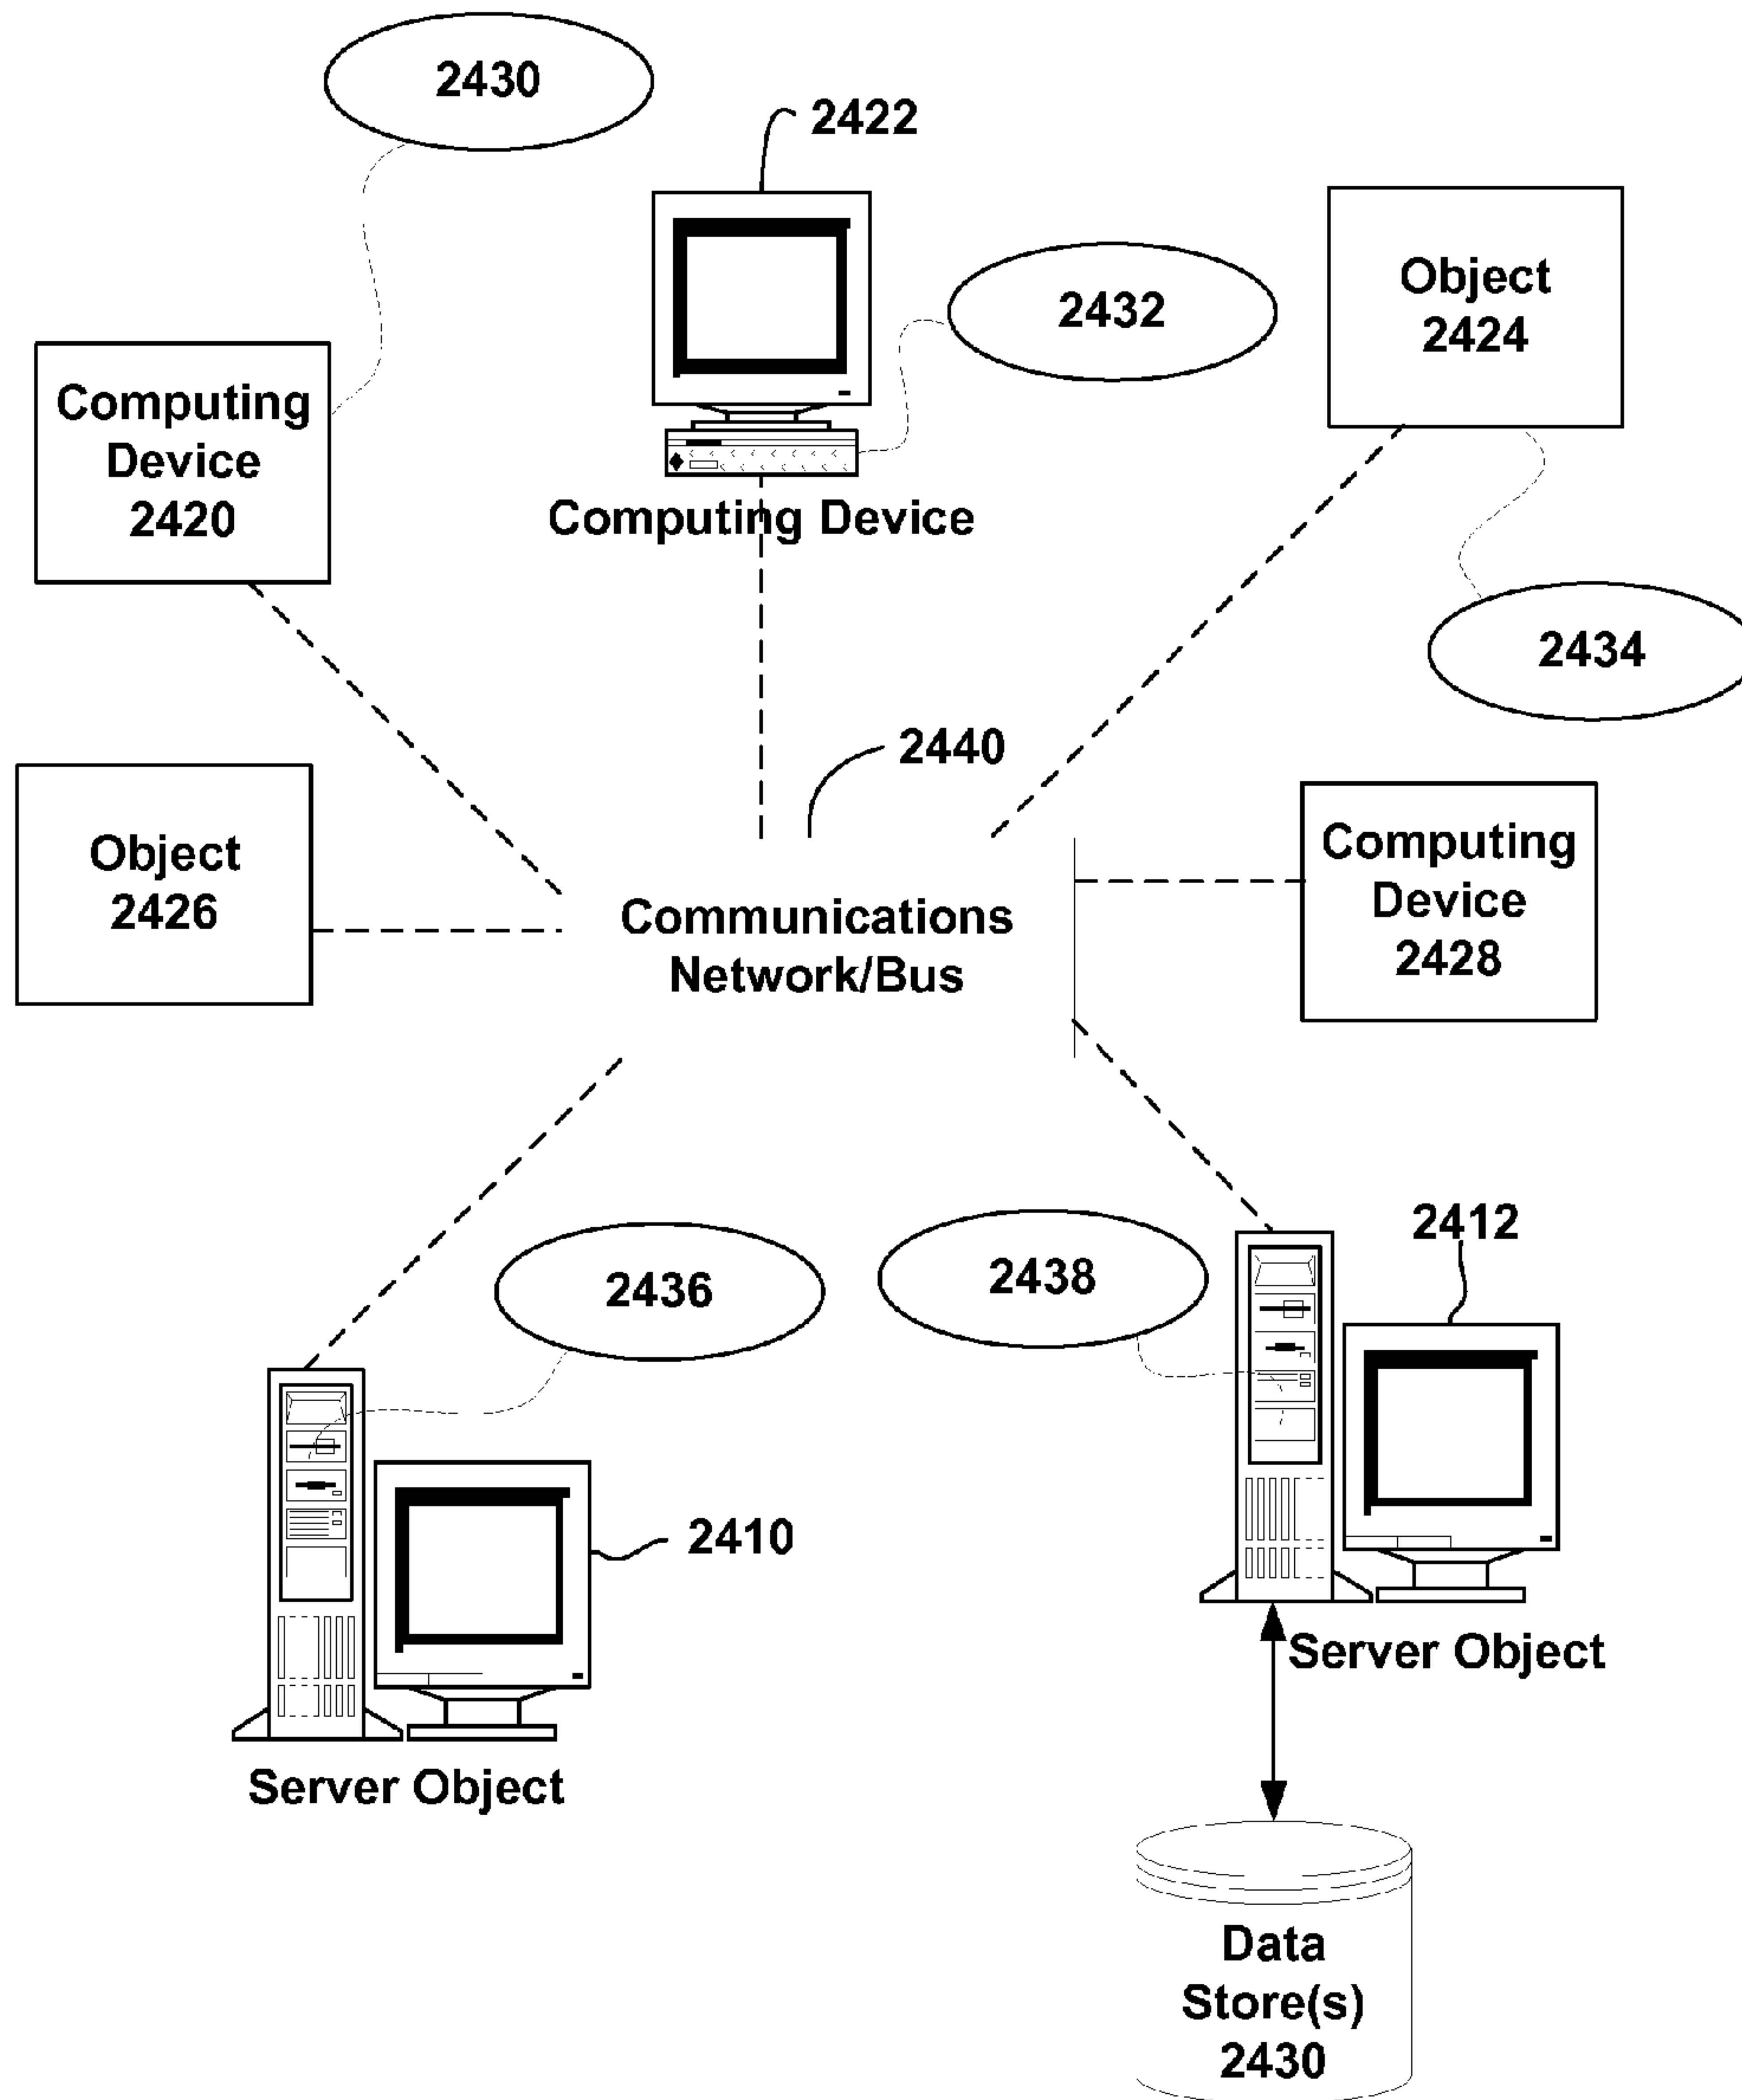 2430
2422
Computing
Device
2420
Computing Device
2432
Object
2424
2434
2440
Object
2426
Communications
Network/Bus
Computing
Device
2428
2436
2438
2412
2410
Server Object
Server Object
Data
Store(s)
2430